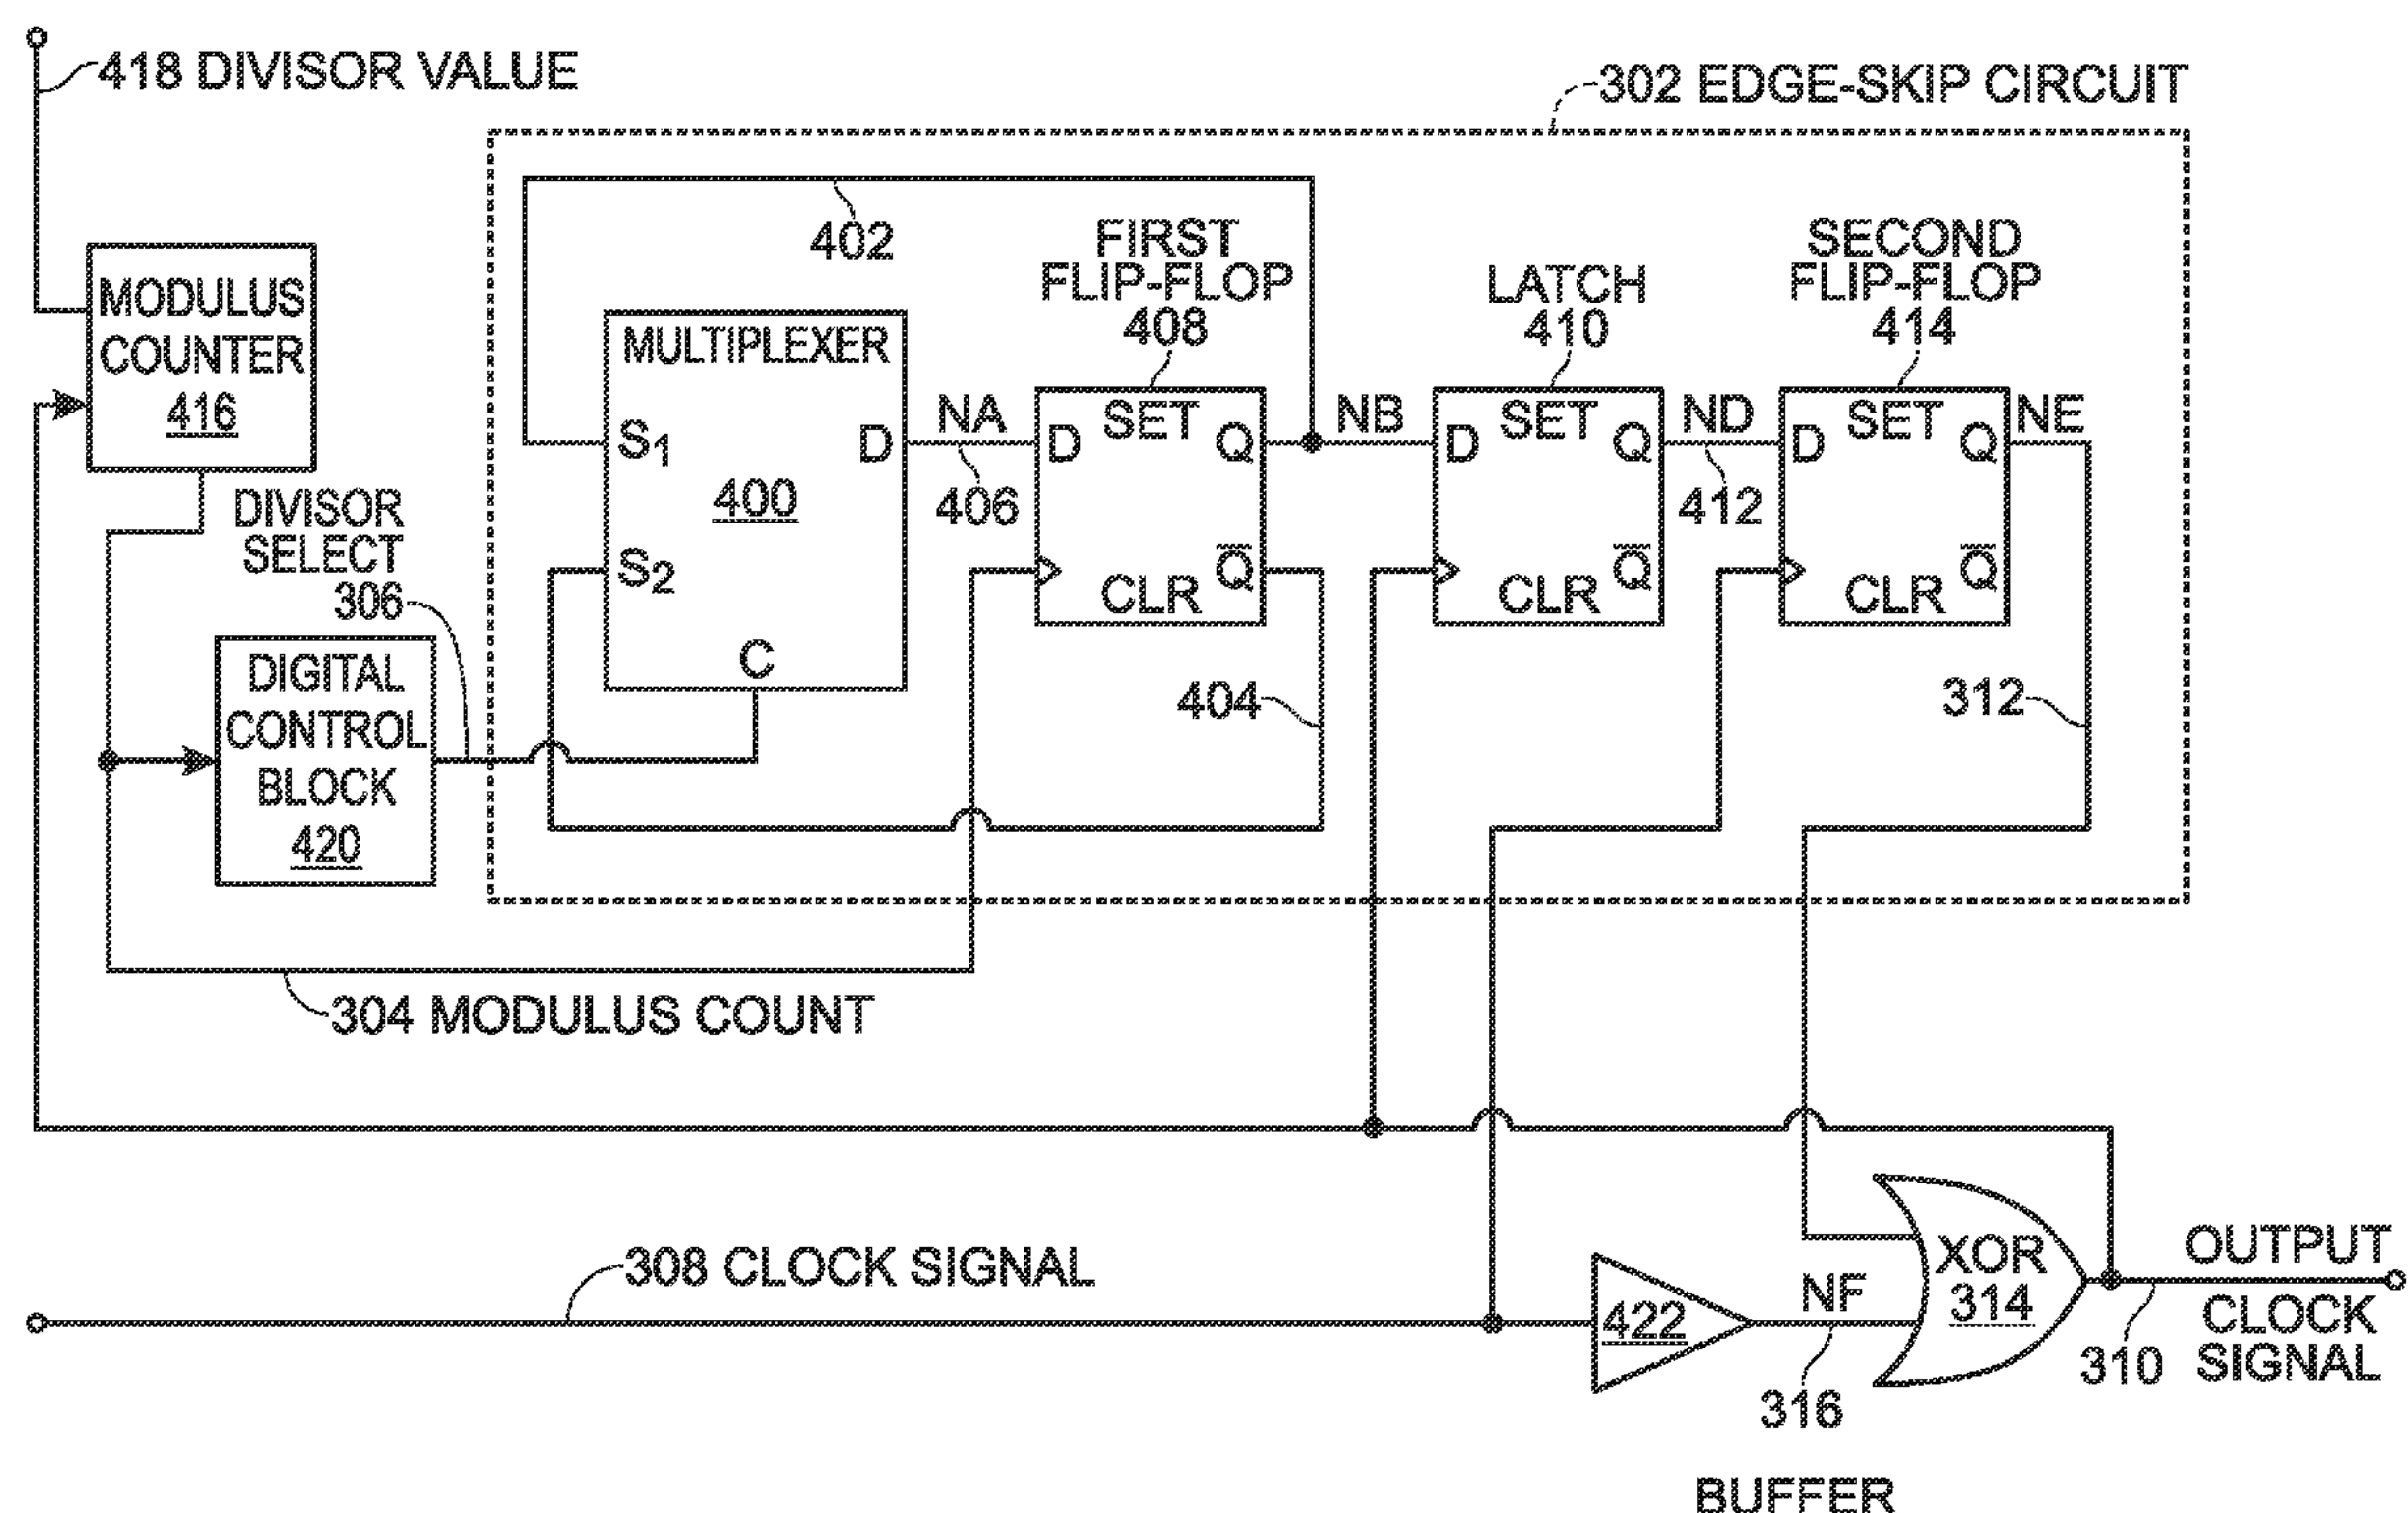 418 DIVISOR VALUE
302 EDGE-SKIP CIRCUIT
402
FIRST
FLIP-FLOP
408
LATCH
410
SECOND
FLIP-FLOP
414
MODULUS
COUNTER
416
MULTIPLEXER
S1
D
400
S2
C
NA
406
D
SET
Q
CLR
Q̅
NB
D
SET
Q
CLR
Q̅
ND
412
D
SET
Q
CLR
Q̅
NE
DIVISOR
SELECT
306
DIGITAL
CONTROL
BLOCK
420
404
312
304 MODULUS COUNT
308 CLOCK SIGNAL
422
NF
316
XOR
314
OUTPUT
CLOCK
SIGNAL
310
BUFFER